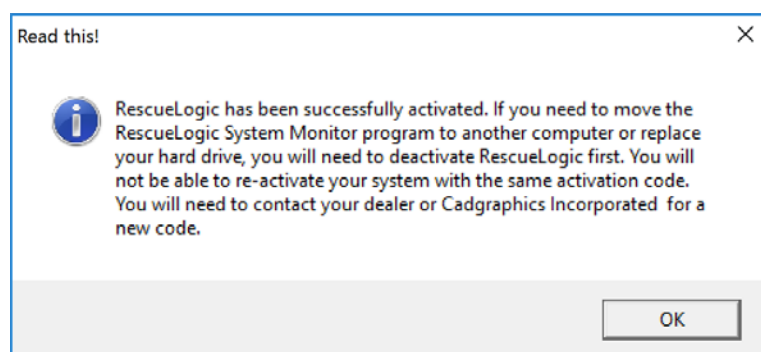 Read this!
RescueLogic has been successfully activated. If you need to move the
RescueLogic System Monitor program to another computer or replace
your hard drive, you will need to deactivate RescueLogic first. You will
not be able to re-activate your system with the same activation code.
You will need to contact your dealer or Cadgraphics Incorporated  for a
new code.
OK